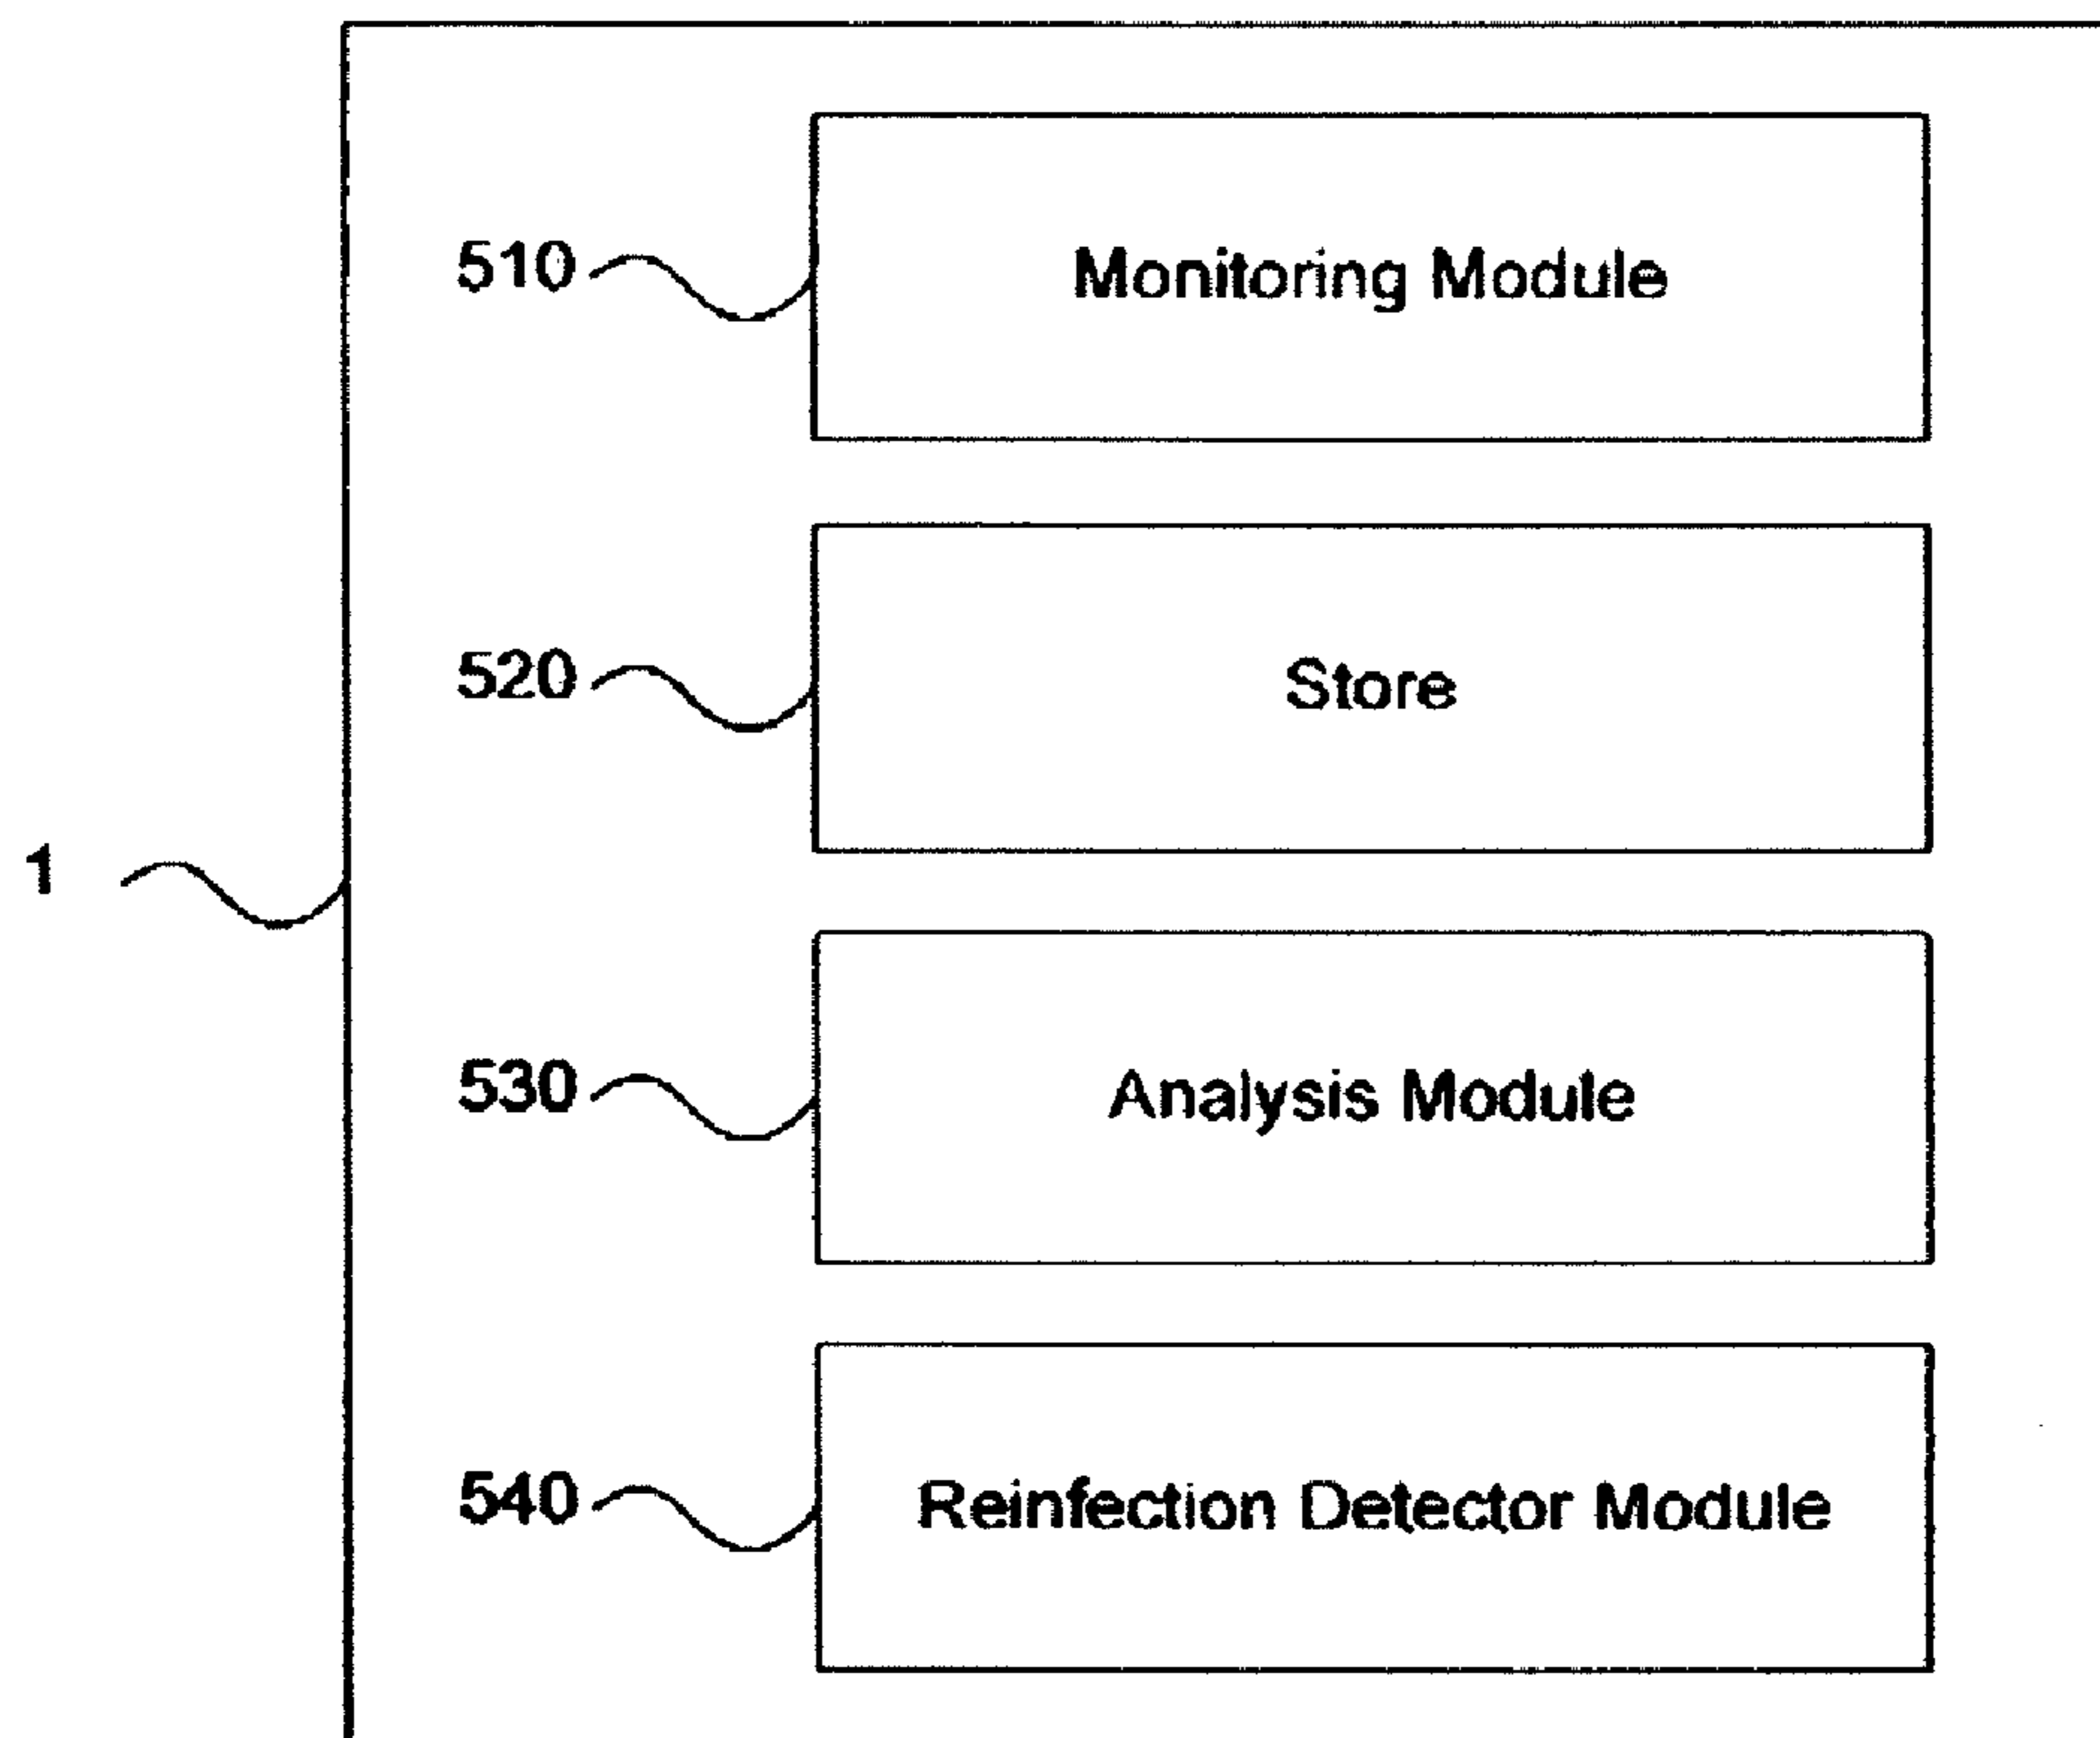 510 Monitoring Module
520 Store
1
530 Analysis Module
540 Reinfection Detector Module